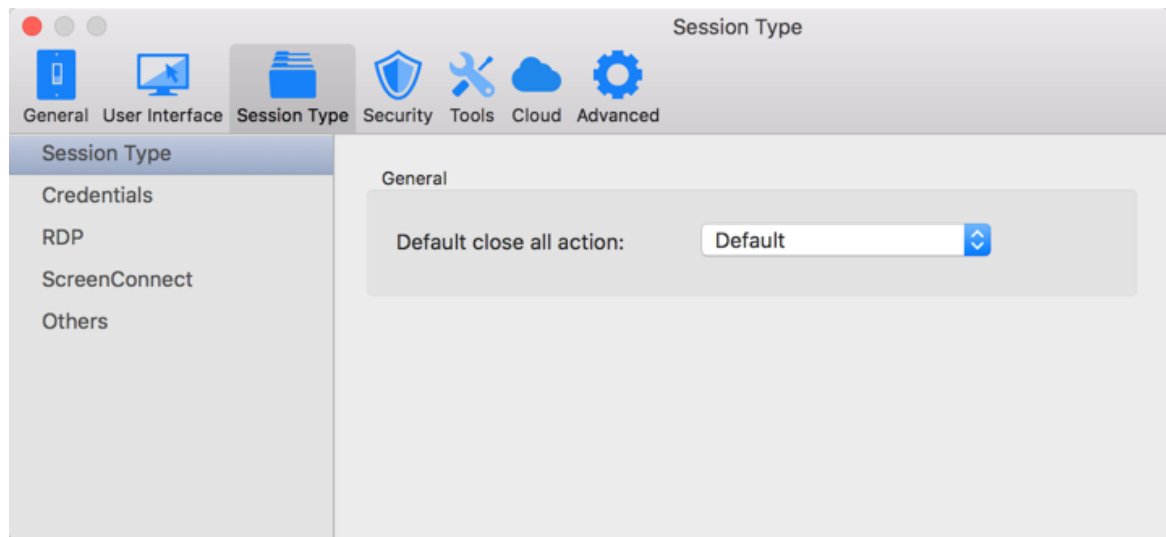 Session Type
General User Interface Session Type Security Tools Cloud Advanced
Session Type
Credentials
RDP
ScreenConnect
Others
General
Default close all action: Default